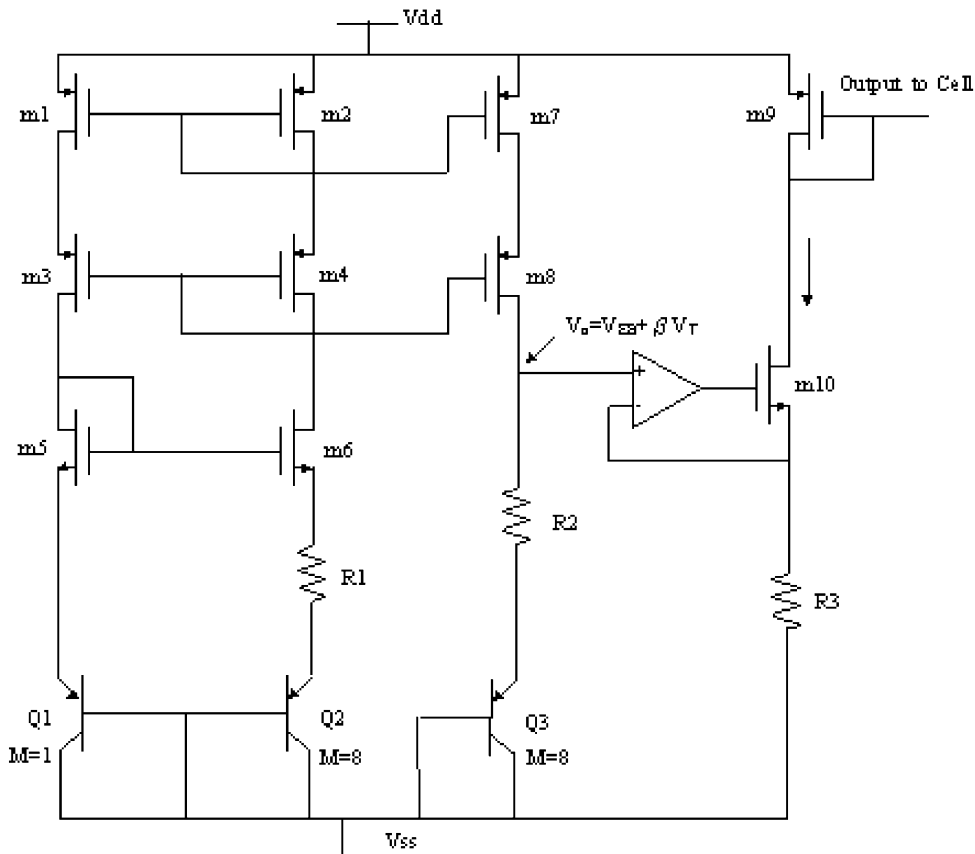 Vdd
Output to Cell
m1
m2
m7
m9
m3
m4
m8
Vo=VEB+ βVT
+
-
m10
m5
m6
R2
R1
R3
Q1
Q2
Q3
M=1
M=8
M=8
Vss